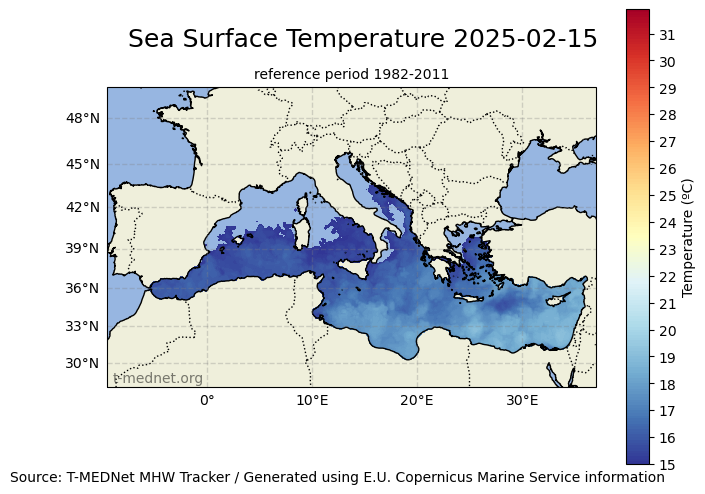 Sea Surface Temperature 2025-02-15
reference period 1982-2011
48°N
45°N
42°N
39°N
36°N
33°N
30°N
0°
10°E
20°E
30°E
t-mednet.org
31
30
29
28
27
26
25
24
23
22
21
20
19
18
17
16
15
Temperature (ºC)
Source: T-MEDNet MHW Tracker / Generated using E.U. Copernicus Marine Service information